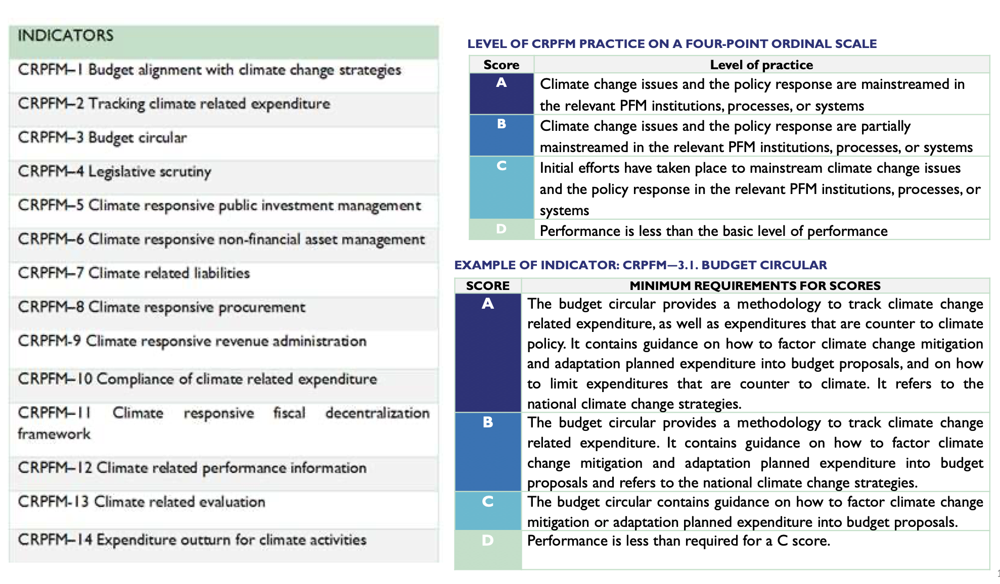 INDICATORS
CRPFM–1 Budget alignment with climate change strategies
CRPFM–2 Tracking climate related expenditure
CRPFM–3 Budget circular
CRPFM–4 Legislative scrutiny
CRPFM–5 Climate responsive public investment management
CRPFM–6 Climate responsive non-financial asset management
CRPFM–7 Climate related liabilities
CRPFM–8 Climate responsive procurement
CRPFM-9 Climate responsive revenue administration
CRPFM–10 Compliance of climate related expenditure
CRPFM–11 Climate responsive fiscal decentralization
framework
CRPFM–12 Climate related performance information
CRPFM-13 Climate related evaluation
CRPFM–14 Expenditure outturn for climate activities
LEVEL OF CRPFM PRACTICE ON A FOUR-POINT ORDINAL SCALE
Score Level of practice
A Climate change issues and the policy response are mainstreamed in
the relevant PFM institutions, processes, or systems
B Climate change issues and the policy response are partially
mainstreamed in the relevant PFM institutions, processes, or systems
C Initial efforts have taken place to mainstream climate change issues
and the policy response in the relevant PFM institutions, processes, or
systems
D Performance is less than the basic level of performance
EXAMPLE OF INDICATOR: CRPFM—3.1. BUDGET CIRCULAR
SCORE MINIMUM REQUIREMENTS FOR SCORES
A The budget circular provides a methodology to track climate change
related expenditure, as well as expenditures that are counter to climate
policy. It contains guidance on how to factor climate change mitigation
and adaptation planned expenditure into budget proposals, and on how
to limit expenditures that are counter to climate. It refers to the
national climate change strategies.
B The budget circular provides a methodology to track climate change
related expenditure. It contains guidance on how to factor climate
change mitigation and adaptation planned expenditure into budget
proposals and refers to the national climate change strategies.
C The budget circular contains guidance on how to factor climate change
mitigation or adaptation planned expenditure into budget proposals.
D Performance is less than required for a C score.